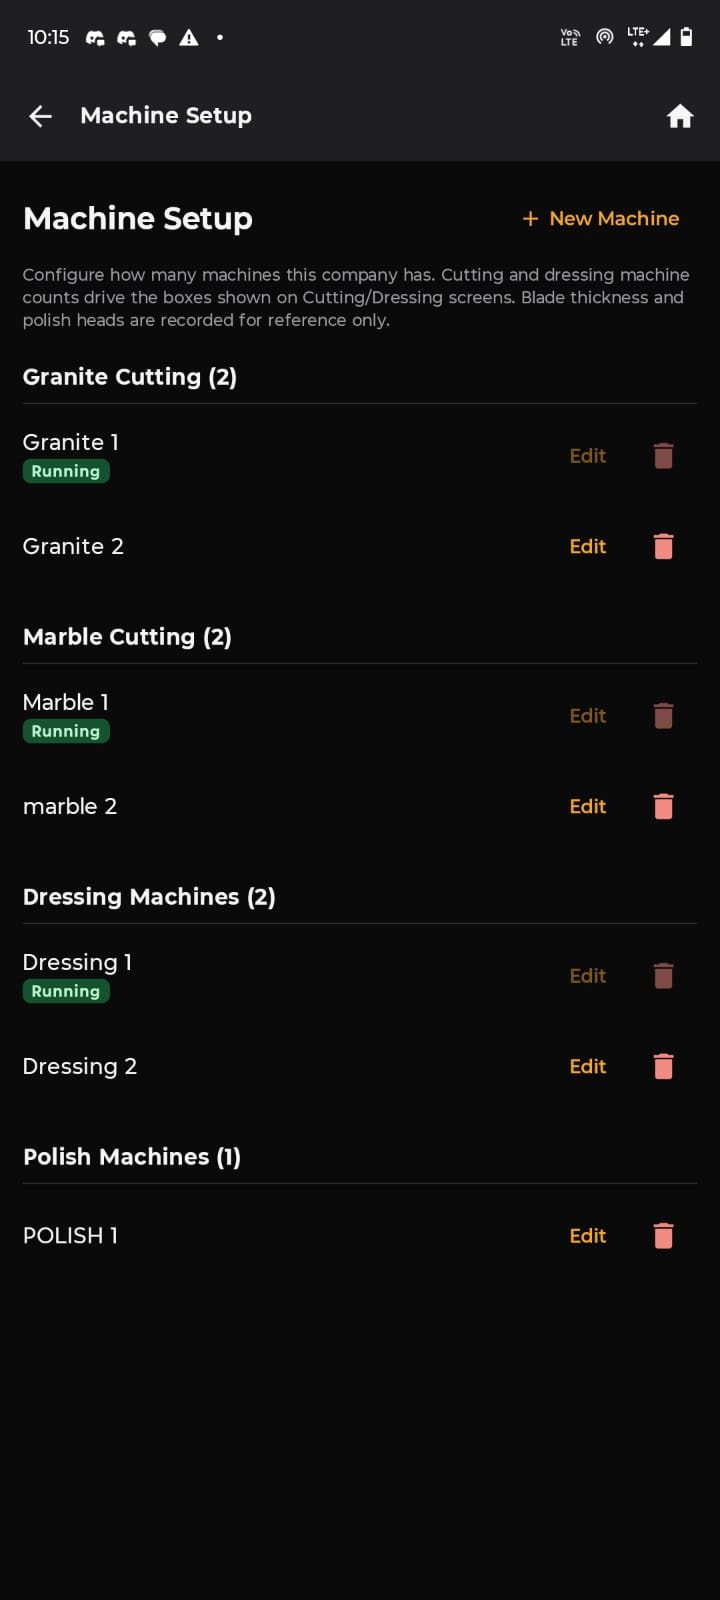 10:15
Vo LTE
LTE+
Machine Setup
Machine Setup
+ New Machine
Configure how many machines this company has. Cutting and dressing machine
counts drive the boxes shown on Cutting/Dressing screens. Blade thickness and
polish heads are recorded for reference only.
Granite Cutting (2)
Granite 1
Running
Edit
Granite 2
Edit
Marble Cutting (2)
Marble 1
Running
Edit
marble 2
Edit
Dressing Machines (2)
Dressing 1
Running
Edit
Dressing 2
Edit
Polish Machines (1)
POLISH 1
Edit